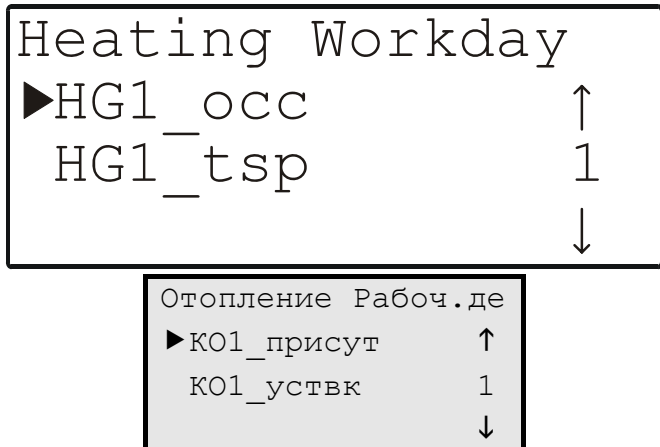 Heating Workday
▶HG1_occ ↑
HG1_tsp 1
↓
Отопление Рабоч.де
▶КО1_присут ↑
КО1_уствк 1
↓